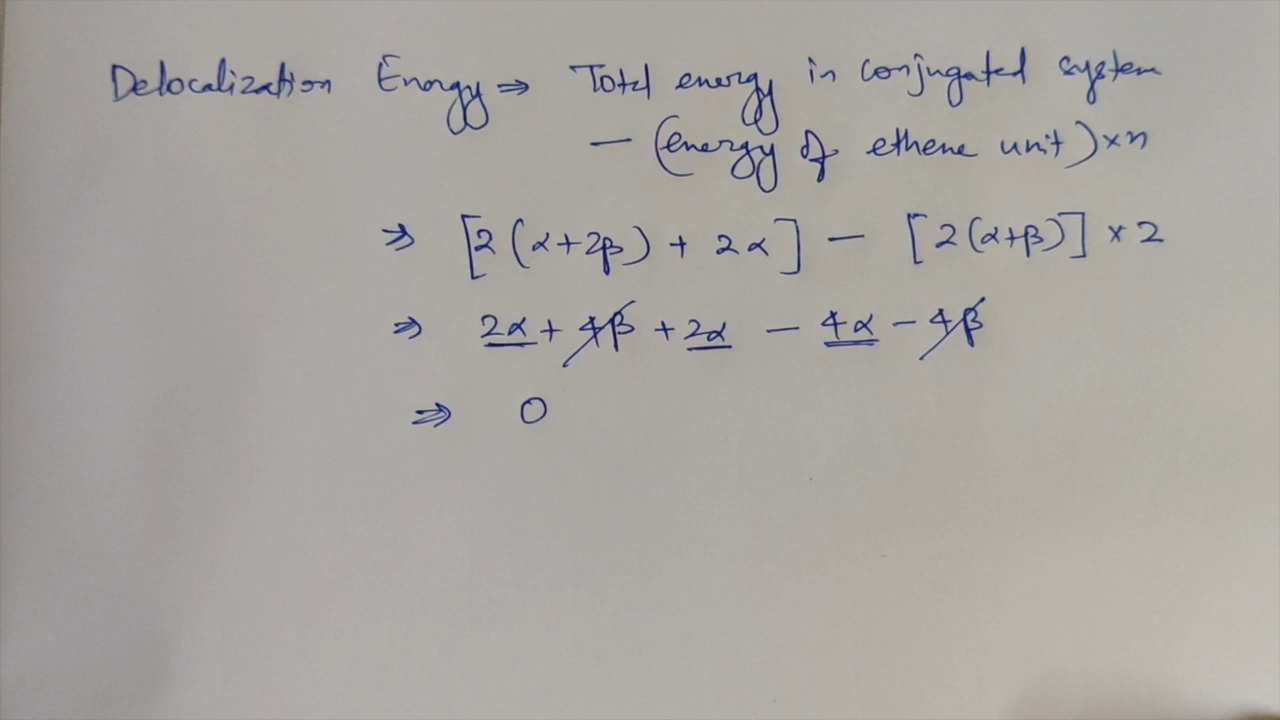 Delocalization Energy ⇒ Total energy in conjugated system
— (energy of ethene unit) × n
⇒ [2(α+2β) + 2α] — [2(α+β)] × 2
⇒ 2α + 4β + 2α — 4α — 4β
⇒ 0